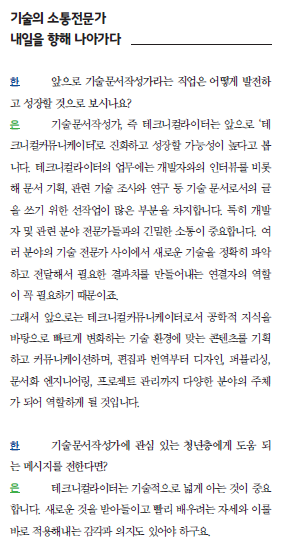 기술의 소통전문가
내일을 향해 나아가다
한 앞으로 기술문서작성가라는 직업은 어떻게 발전하
고 성장할 것으로 보시나요?
은 기술문서작성가, 즉 테크니컬라이터는 앞으로 ‘테
크니컬커뮤니케이터’로 진화하고 성장할 가능성이 높다고 봅
니다. 테크니컬라이터의 업무에는 개발자와의 인터뷰를 비롯
해 문서 기획, 관련 기술 조사와 연구 등 기술 문서로서의 글
을 쓰기 위한 선작업이 많은 부분을 차지합니다. 특히 개발
자 및 관련 분야 전문가들과의 긴밀한 소통이 중요합니다. 여
러 분야의 기술 전문가 사이에서 새로운 기술을 정확히 파악
하고 전달해서 필요한 결과치를 만들어내는 연결자의 역할
이 꼭 필요하기 때문이죠.
그래서 앞으로는 테크니컬커뮤니케이터로서 공학적 지식을
바탕으로 빠르게 변화하는 기술 환경에 맞는 콘텐츠를 기획
하고 커뮤니케이션하며, 편집과 번역부터 디자인, 퍼블리싱,
문서화 엔지니어링, 프로젝트 관리까지 다양한 분야의 주체
가 되어 역할하게 될 것입니다.
한 기술문서작성가에 관심 있는 청년층에게 도움 되
는 메시지를 전한다면?
은 테크니컬라이터는 기술적으로 넓게 아는 것이 중요
합니다. 새로운 것을 받아들이고 빨리 배우려는 자세와 이를
바로 적용해내는 감각과 의지도 있어야 하구요.